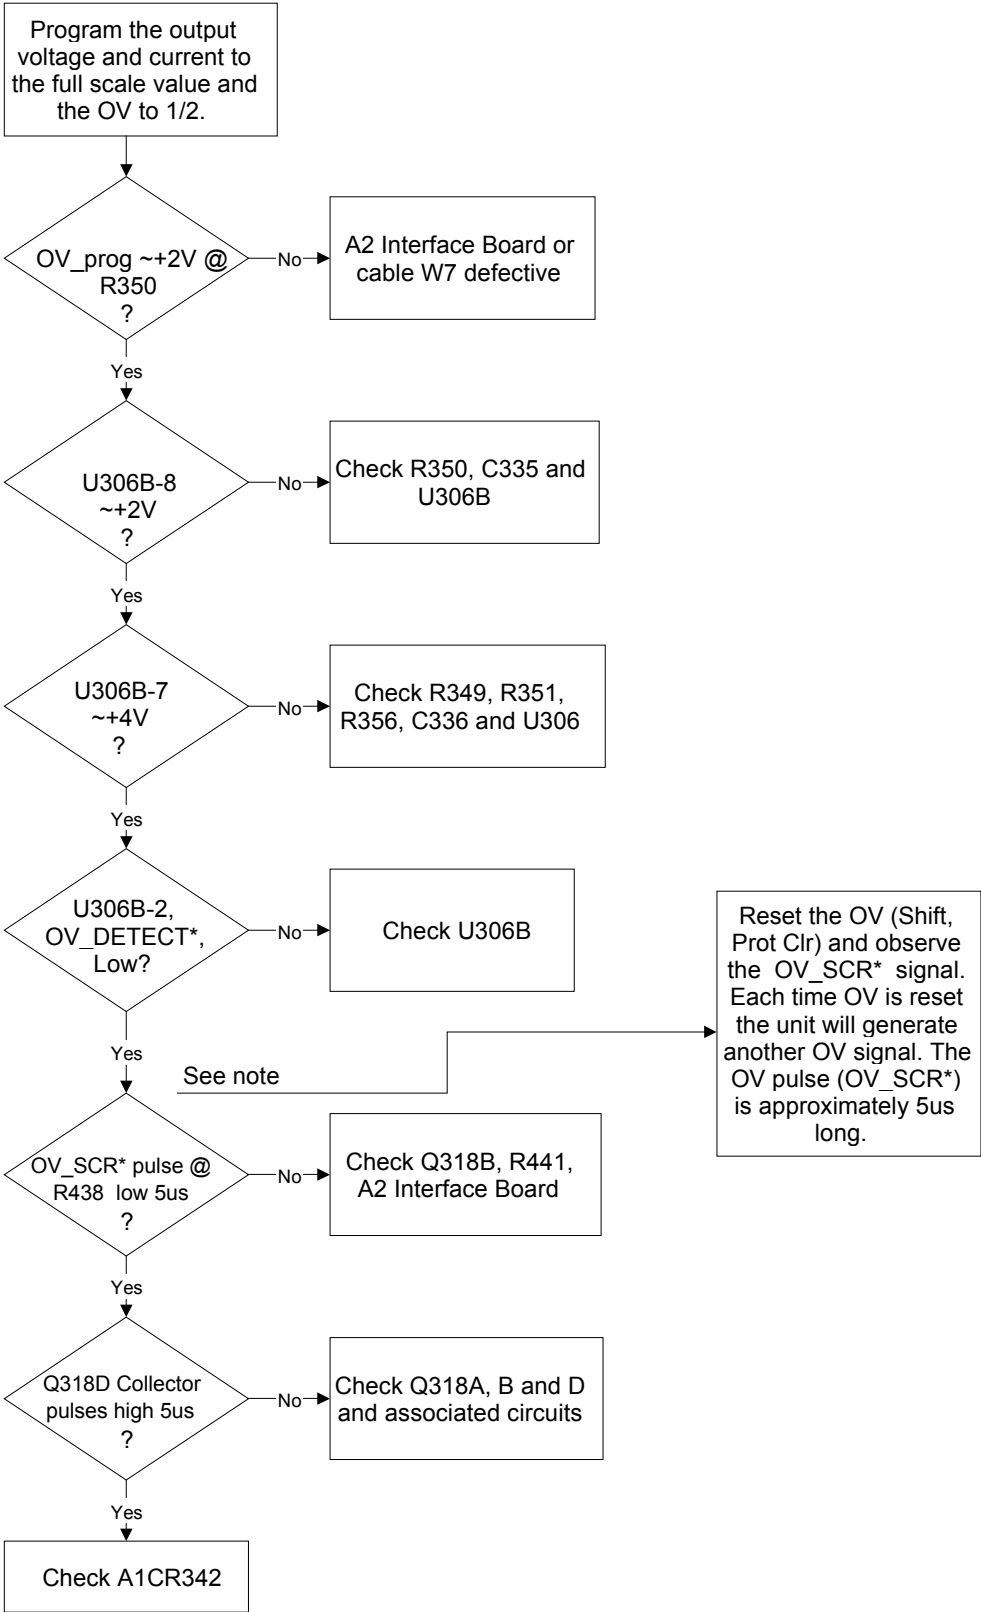 Program the output
voltage and current to
the full scale value and
the OV to 1/2.
OV_prog ~+2V @
R350
?
No
A2 Interface Board or
cable W7 defective
Yes
U306B-8
~+2V
?
No
Check R350, C335 and
U306B
Yes
U306B-7
~+4V
?
No
Check R349, R351,
R356, C336 and U306
Yes
U306B-2,
OV_DETECT*,
Low?
No
Check U306B
Yes
See note
Reset the OV (Shift,
Prot Clr) and observe
the OV_SCR* signal.
Each time OV is reset
the unit will generate
another OV signal. The
OV pulse (OV_SCR*)
is approximately 5us
long.
OV_SCR* pulse @
R438 low 5us
?
No
Check Q318B, R441,
A2 Interface Board
Yes
Q318D Collector
pulses high 5us
?
No
Check Q318A, B and D
and associated circuits
Yes
Check A1CR342